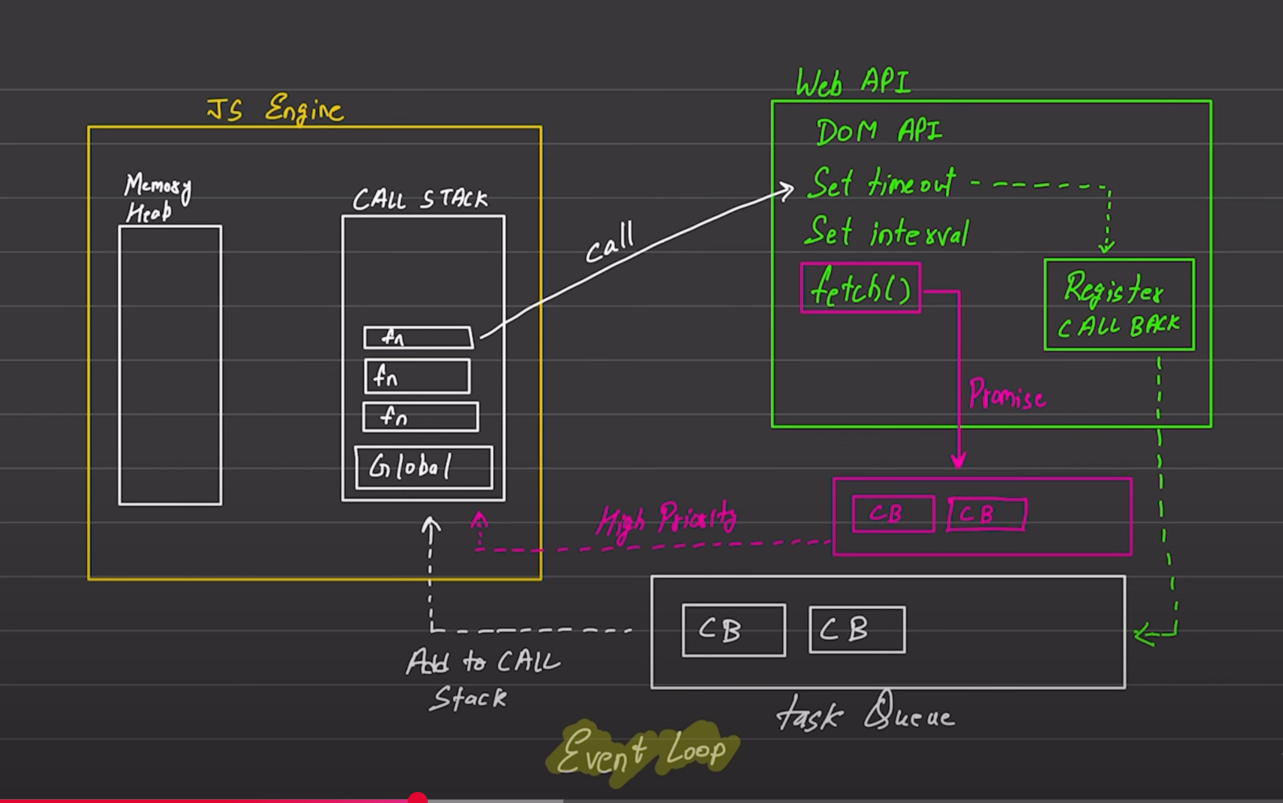 JS Engine
Memory
Heap
CALL STACK
fn
fn
fn
Global
call
Web API
DOM API
Set timeout
Set interval
fetch()
Register
CALL BACK
Promise
High Priority
CB CB
CB CB
Add to CALL
Stack
task Queue
Event Loop